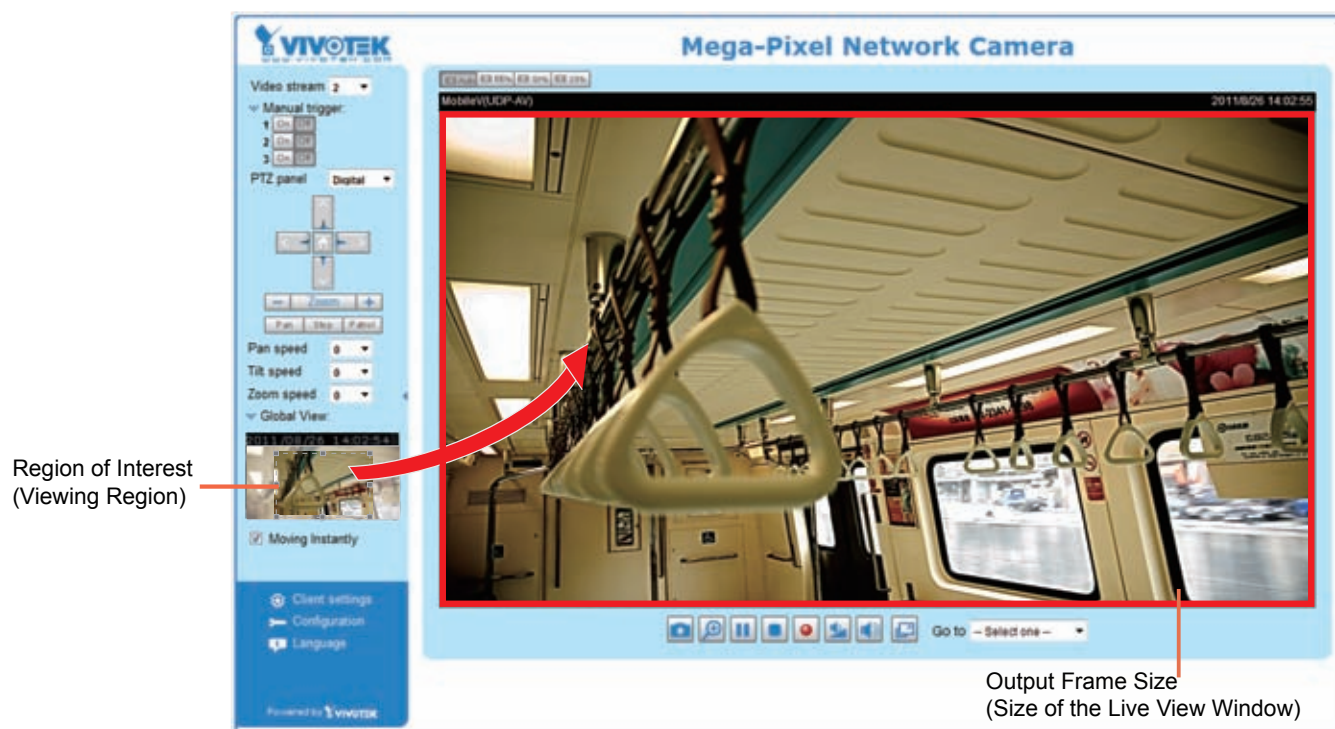 VIVOTEK
www.vivotek.com
Mega-Pixel Network Camera
Video stream 2
Manual trigger:
1 On Off
2 On Off
3 On Off
PTZ panel Digital
Zoom
Pan Stop Patrol
Pan speed 0
Tilt speed 0
Zoom speed 0
Global View:
2011/08/26 14:02:54
Moving Instantly
Client settings
Configuration
Language
Powered by VIVOTEK
MobileV(UDP-AV) 2011/8/26 14:02:55
Go to -- Select one --
Region of Interest
(Viewing Region)
Output Frame Size
(Size of the Live View Window)